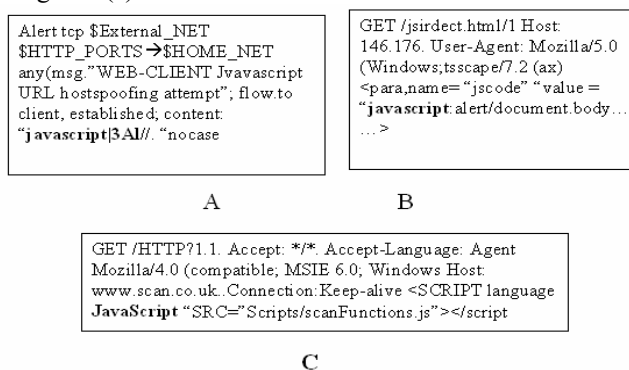 Alert tcp $External_NET
$HTTP_PORTS→$HOME_NET
any(msg."WEB-CLIENT Jvavascript
URL hostspoofing attempt"; flow.to
client, established; content:
"javascript|3Al//. "nocase
A
GET /jsirdect.html/1 Host:
146.176. User-Agent: Mozilla/5.0
(Windows;tsscape/7.2 (ax)
<para,name="jscode" "value =
"javascript:alert/document.body…
… >
B
GET /HTTP?1.1. Accept: */*. Accept-Language: Agent
Mozilla/4.0 (compatible; MSIE 6.0; Windows Host:
www.scan.co.uk..Connection:Keep-alive <SCRIPT language
JavaScript "SRC="Scripts/scanFunctions.js"></script
C